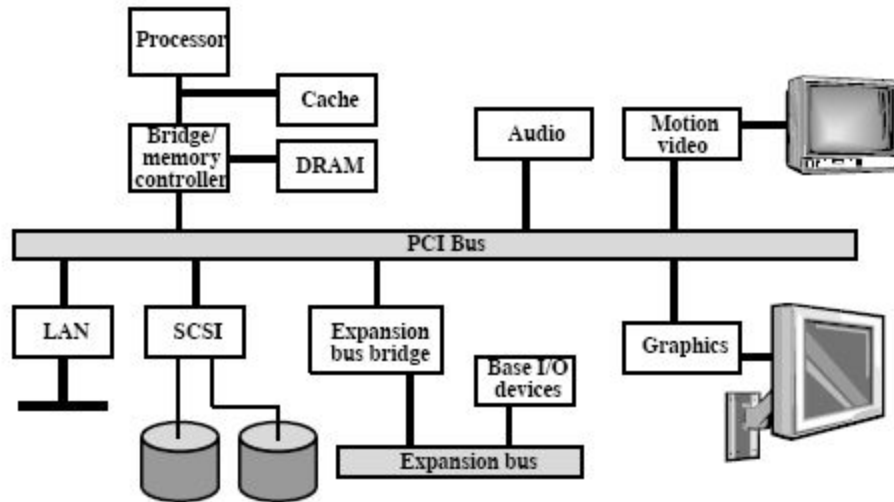 Processor
Cache
Bridge/
memory
controller
DRAM
Audio
Motion
video
PCI Bus
LAN
SCSI
Expansion
bus bridge
Base I/O
devices
Graphics
Expansion bus